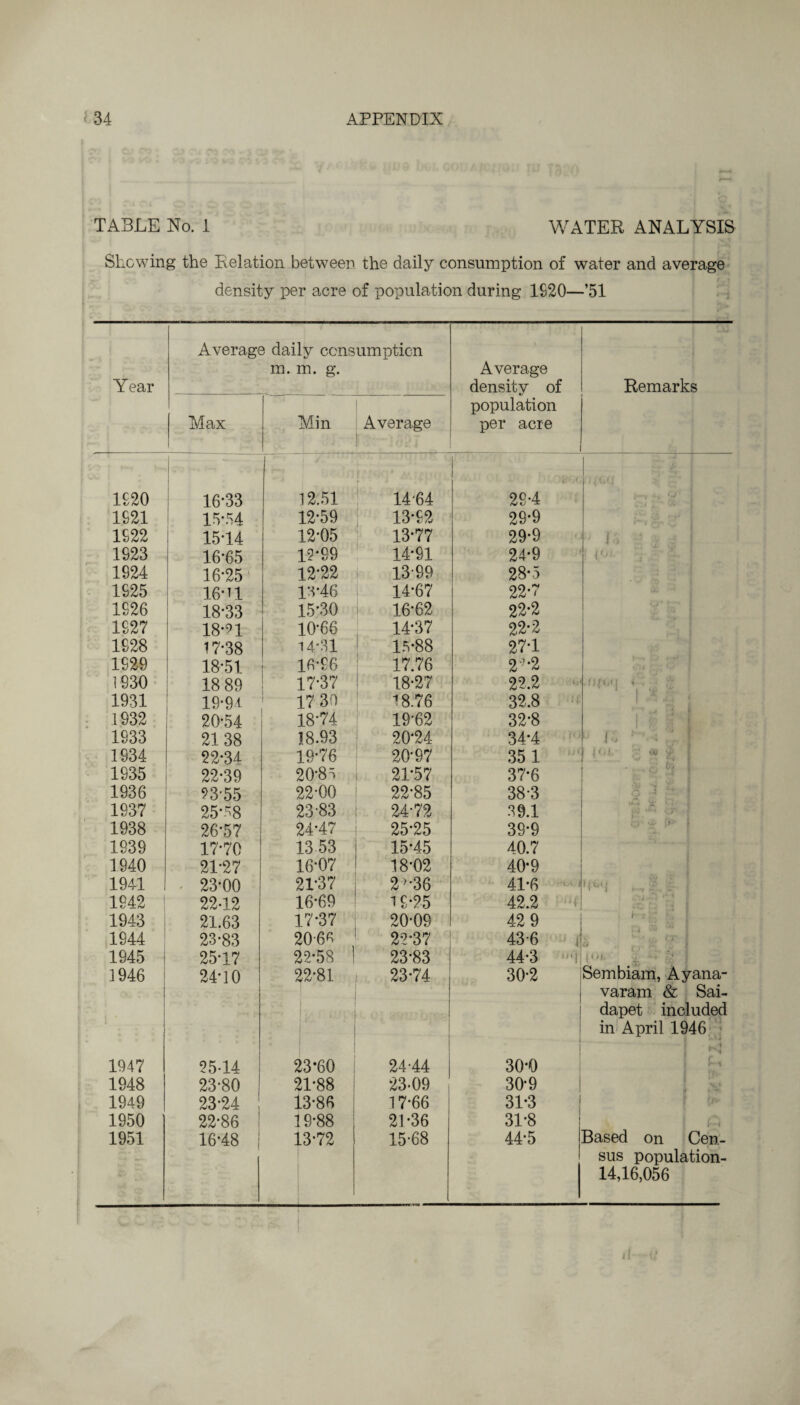 34 APPENDIX
TABLE No. 1 WATER ANALYSIS
Shewing the Relation between the daily consumption of water and average
density per acre of population during 1920—'51
Year Average daily consumption m. m. g. Average density of population per acre Remarks
Max Min Average
1920 16·33 12.51 14·64 29·4
1921 15·54 12·59 13·92 29·9
1922 15·14 12·05 13·77 29·9
1923 16·65 12·99 14·91 24·9
1924 16·25 12·22 13·99 28·5
1925 16·11 13·46 14·67 22·7
1926 18·33 15·30 16·62 22·2
1927 18·21 10·66 14·37 22·2
1928 17·38 14·31 15·88 27·1
1929 18·51 16·96 17.76
1930 18 89 17·37 18·27 22.2
1931 19·94 17 30 18.76 32.8
1932 20·54 18·74 19·62 32·8
1933 21 38 18.93 20·24 34·4
1934 22·34 19·76 20·97 35 1
1935 22·39 20·85 21·57 37·6
1936 23·55 22·00 22·85 38·3
1937 25·58 23·83 24·72 39.1
1938 26·57 24·47 25·25 39·9
1939 17·70 13 53 15·45 40.7
1940 21·27 16·07 18·02 40·9
1941 23·00 21·37 41·6
1942 22·12 16·69 19·25 42.2
1943 21.63 17·37 20·09 42 9
1944 23·83 20·66 22·37 43·6
1945 25·17 22·58 23·83 44·3
1946 24·10 22·81 23·74 30·2 Sembiam, Ayana-
varam & Sai-
dapet included
in April 1946
1947 25·14 23·60 24·44 30·0
1948 23·80 21·88 23·09 30·9
1949 23·24 13·86 17·66 31·3
1950 22·86 19·88 21·36 31·8
1951 16·48 13·72 15·68 44·5 Based on Cen-
sus population-
14,16,056